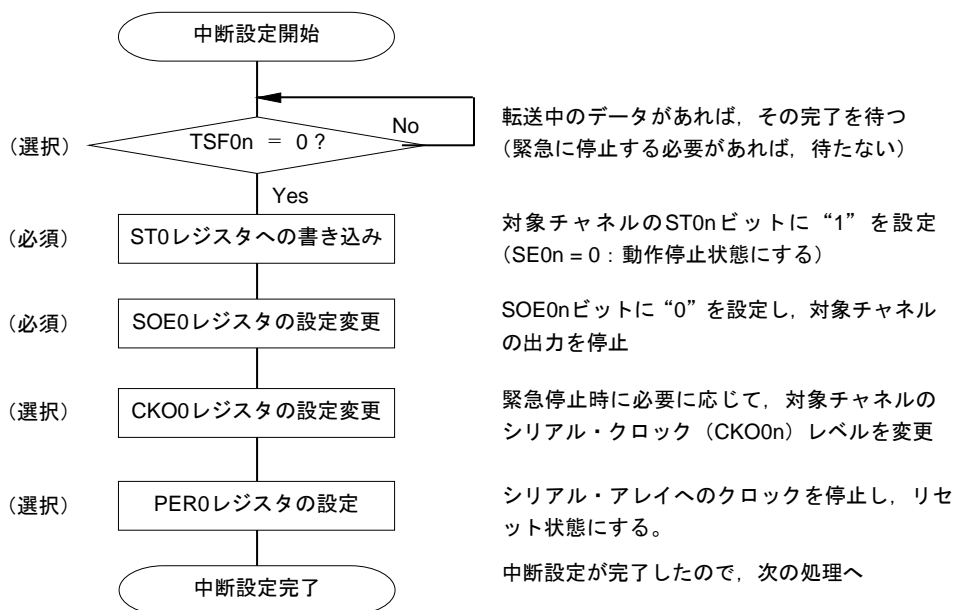 中断設定開始
(選択)
TSF0n = 0？
No
転送中のデータがあれば，その完了を待つ
（緊急に停止する必要があれば，待たない）
Yes
（必須）
ST0レジスタへの書き込み
対象チャネルのST0nビットに“1”を設定
（SE0n = 0：動作停止状態にする）
（必須）
SOE0レジスタの設定変更
SOE0nビットに“0”を設定し，対象チャネル
の出力を停止
（選択）
CKO0レジスタの設定変更
緊急停止時に必要に応じて，対象チャネルの
シリアル・クロック（CKO0n）レベルを変更
（選択）
PER0レジスタの設定
シリアル・アレイへのクロックを停止し，リセ
ット状態にする。
中断設定完了
中断設定が完了したので，次の処理へ